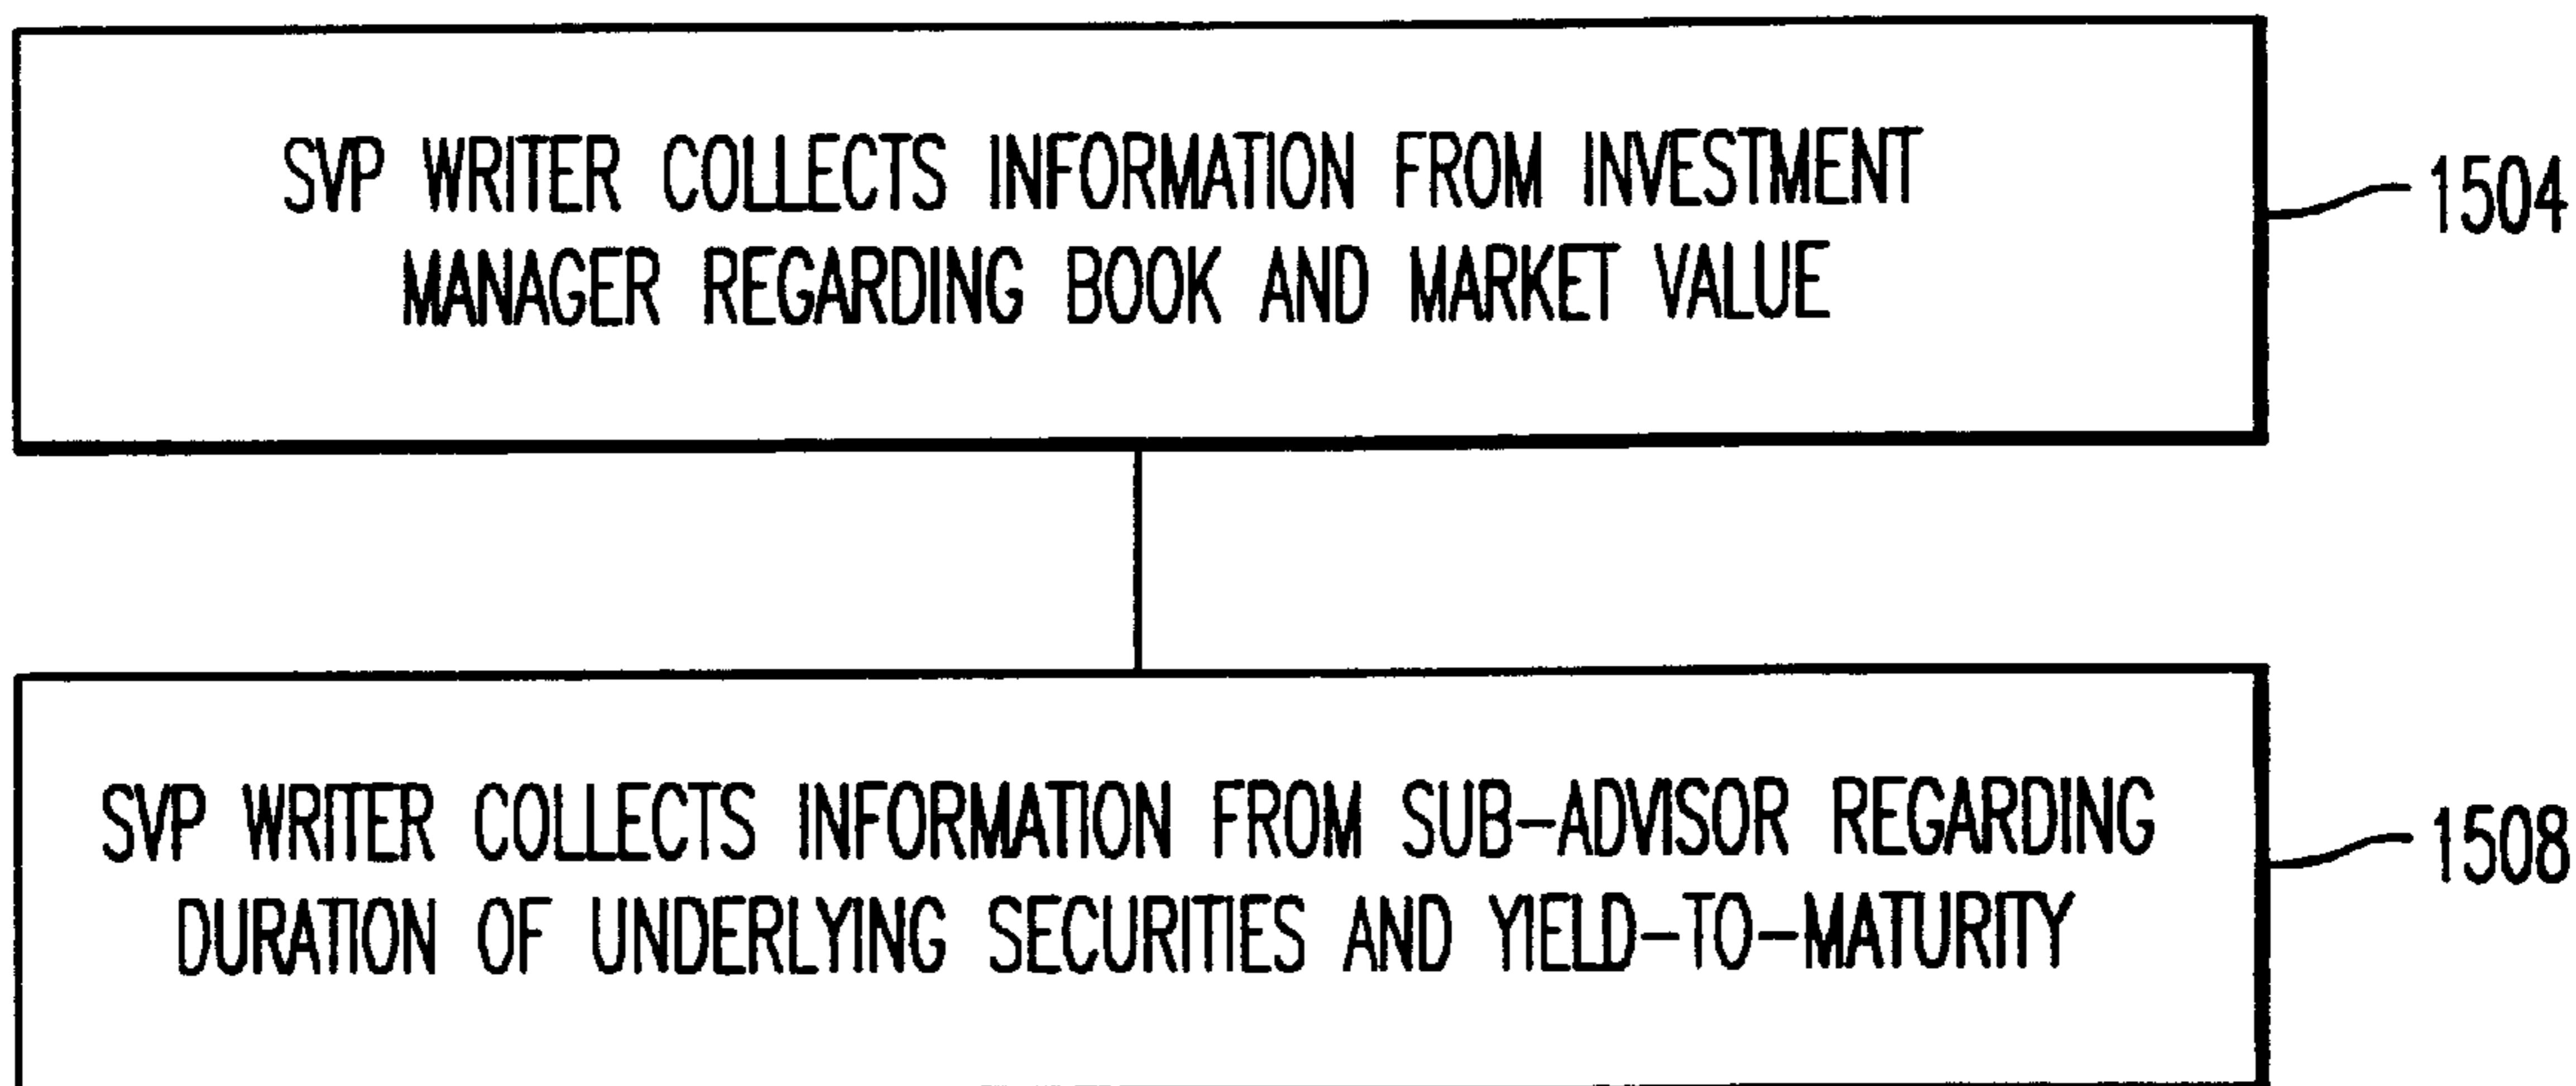 SVP WRITER COLLECTS INFORMATION FROM INVESTMENT
MANAGER REGARDING BOOK AND MARKET VALUE
1504
SVP WRITER COLLECTS INFORMATION FROM SUB-ADVISOR REGARDING
DURATION OF UNDERLYING SECURITIES AND YIELD-TO-MATURITY
1508